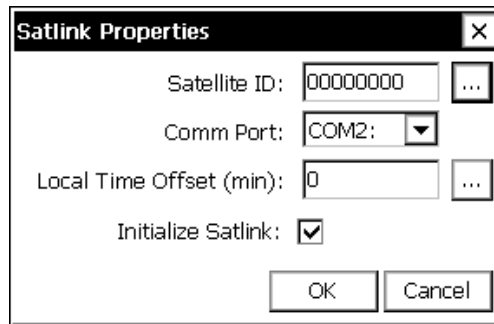 Satlink Properties
Satellite ID: 00000000 ...
Comm Port: COM2:
Local Time Offset (min): 0 ...
Initialize Satlink:
OK Cancel